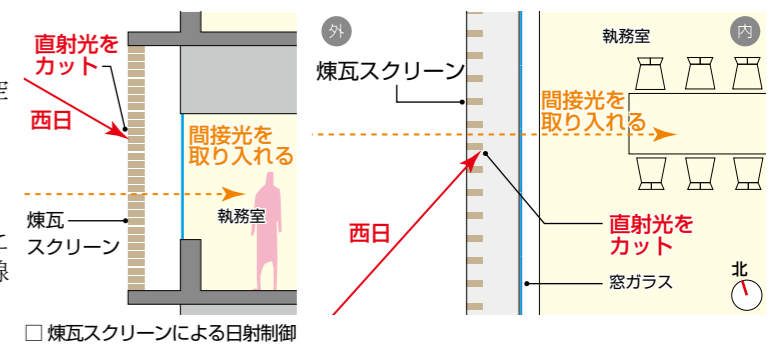 直射光を
カット
西日
間接光を
取り入れる
執務室
煉瓦
スクリーン
線
□ 煉瓦スクリーンによる日射制御
外
内
執務室
煉瓦スクリーン
間接光を
取り入れる
西日
直射光を
カット
窓ガラス
北